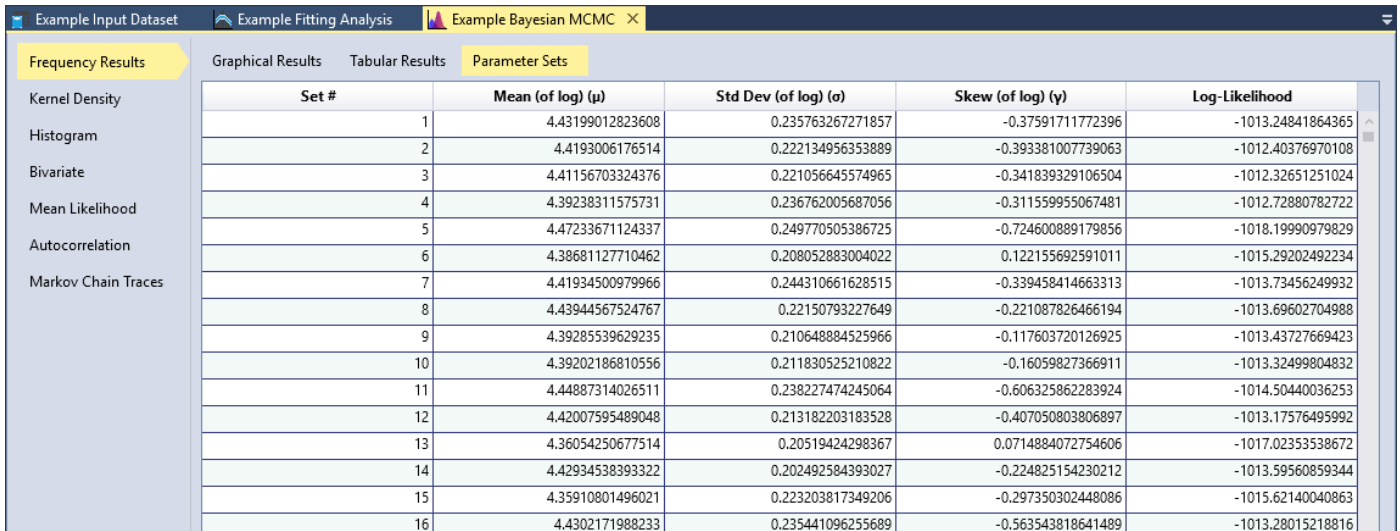 Example Input Dataset Example Fitting Analysis Example Bayesian MCMC ×
Frequency Results Graphical Results Tabular Results Parameter Sets
Kernel Density
Histogram
Bivariate
Mean Likelihood
Autocorrelation
Markov Chain Traces
Set # Mean (of log) (µ) Std Dev (of log) (σ) Skew (of log) (γ) Log-Likelihood
1 4.43199012823608 0.235763267271857 -0.37591711772396 -1013.24841864365
2 4.4193006176514 0.222134956353889 -0.393381007739063 -1012.40376970108
3 4.41156703324376 0.221056645574965 -0.341839329106504 -1012.32651251024
4 4.39238311575731 0.236762005687056 -0.311559955067481 -1012.72880782722
5 4.47233671124337 0.249770505386725 -0.724600889179856 -1018.19990979829
6 4.38681127710462 0.208052883004022 0.122155692591011 -1015.29202492234
7 4.41934500979966 0.244310661628515 -0.339458414663313 -1013.73456249932
8 4.43944567524767 0.22150793227649 -0.221087826466194 -1013.69602704988
9 4.39285539629235 0.210648884525966 -0.117603720126925 -1013.43727669423
10 4.39202186810556 0.211830525210822 -0.16059827366911 -1013.32499804832
11 4.44887314026511 0.238227474245064 -0.606325862283924 -1014.50440036253
12 4.42007595489048 0.213182203183528 -0.407050803806897 -1013.17576495992
13 4.36054250677514 0.20519424298367 0.0714884072754606 -1017.02353538672
14 4.42934538393322 0.202492584393027 -0.224825154230212 -1013.59560859344
15 4.35910801496021 0.223203817349206 -0.297350302448086 -1015.62140040863
16 4.4302171988233 0.235441096255689 -0.563543818641489 -1013.28015218816